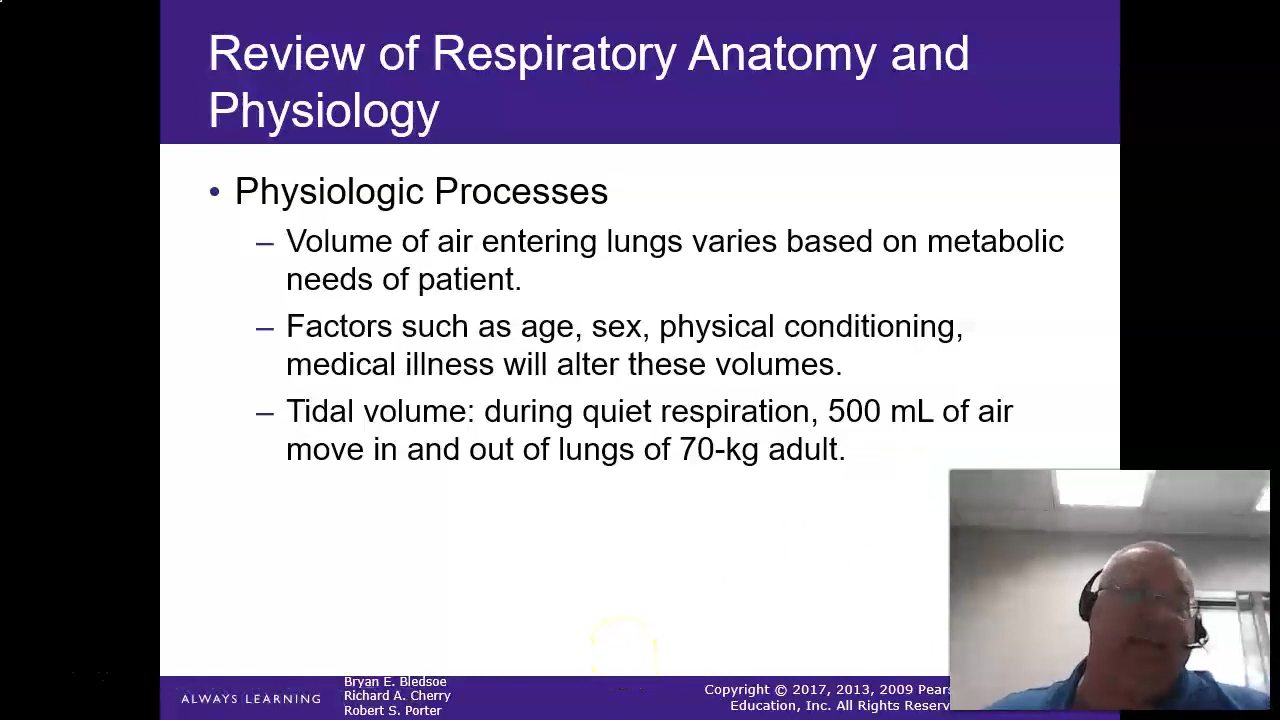 Review of Respiratory Anatomy and
Physiology
• Physiologic Processes
– Volume of air entering lungs varies based on metabolic
needs of patient.
– Factors such as age, sex, physical conditioning,
medical illness will alter these volumes.
– Tidal volume: during quiet respiration, 500 mL of air
move in and out of lungs of 70-kg adult.
ALWAYS LEARNING
Bryan E. Bledsoe
Richard A. Cherry
Robert S. Porter
Copyright © 2017, 2013, 2009
Education, Inc. All Rights